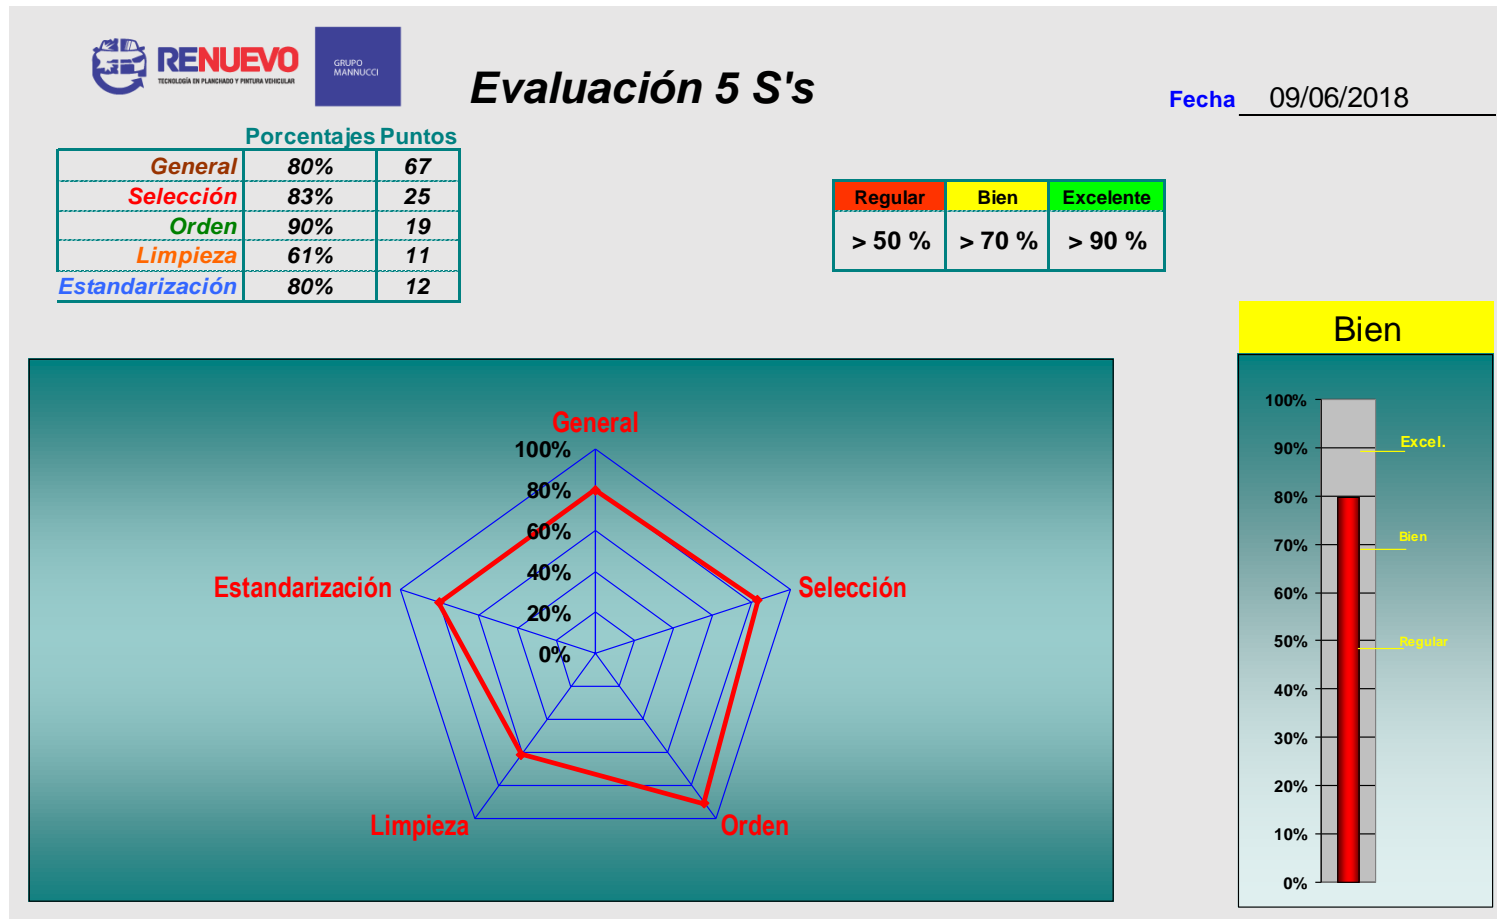 RENUEVO
TECNOLOGÍA EN PLANCHADO Y PINTURA VEHICULAR
GRUPO
MANNUCCI
Evaluación 5 S's
Fecha 09/06/2018
Porcentajes Puntos
General 80% 67
Selección 83% 25
Orden 90% 19
Limpieza 61% 11
Estandarización 80% 12
Regular Bien Excelente
> 50 % > 70 % > 90 %
Bien
General
100%
80%
60%
40%
20%
0%
Selección
Orden
Limpieza
Estandarización
100%
90%
80%
70%
60%
50%
40%
30%
20%
10%
0%
Excel.
Bien
Regular